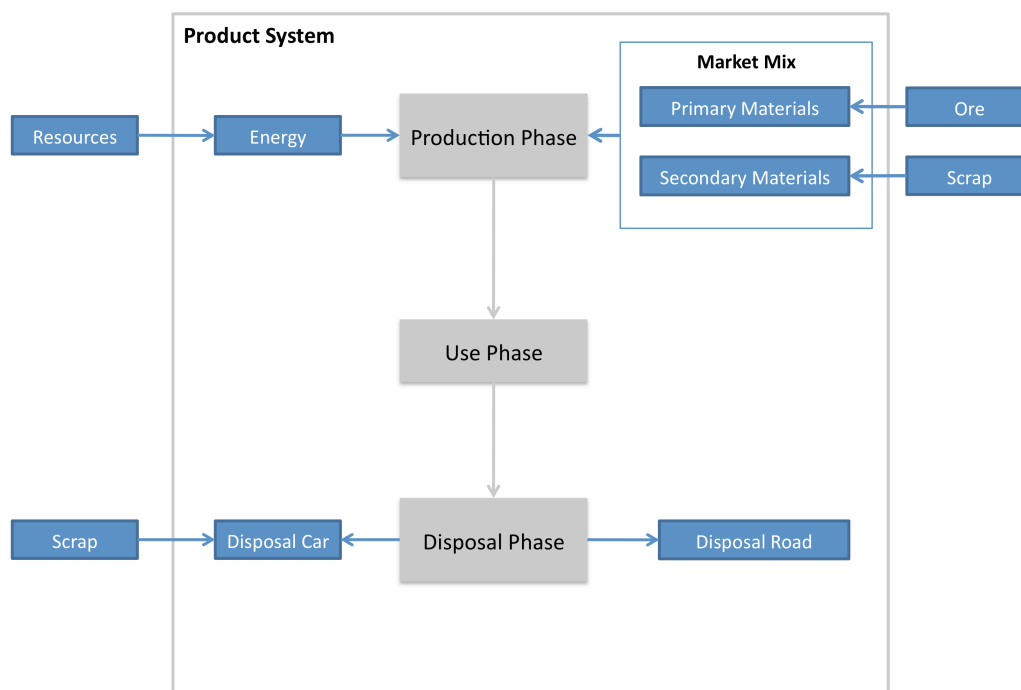 Product System
Market Mix
Primary Materials
Ore
Resources
Energy
Production Phase
Secondary Materials
Scrap
Use Phase
Scrap
Disposal Car
Disposal Phase
Disposal Road